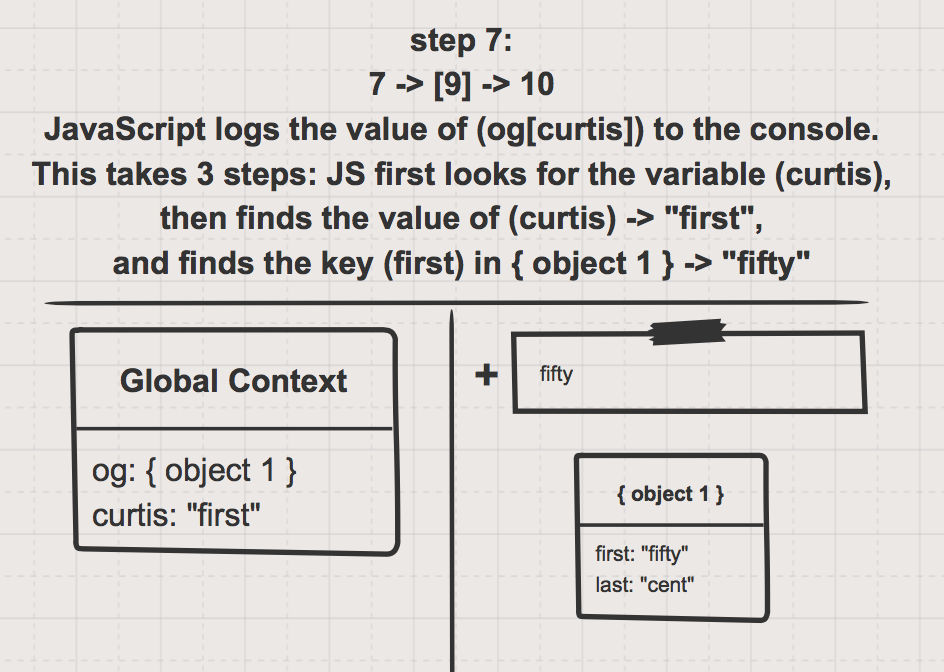 step 7:
7 -> [9] -> 10
JavaScript logs the value of (og[curtis]) to the console.
This takes 3 steps: JS first looks for the variable (curtis),
then finds the value of (curtis) -> "first",
and finds the key (first) in { object 1 } -> "fifty"
Global Context
og: { object 1 }
curtis: "first"
+
fifty
{ object 1 }
first: "fifty"
last: "cent"